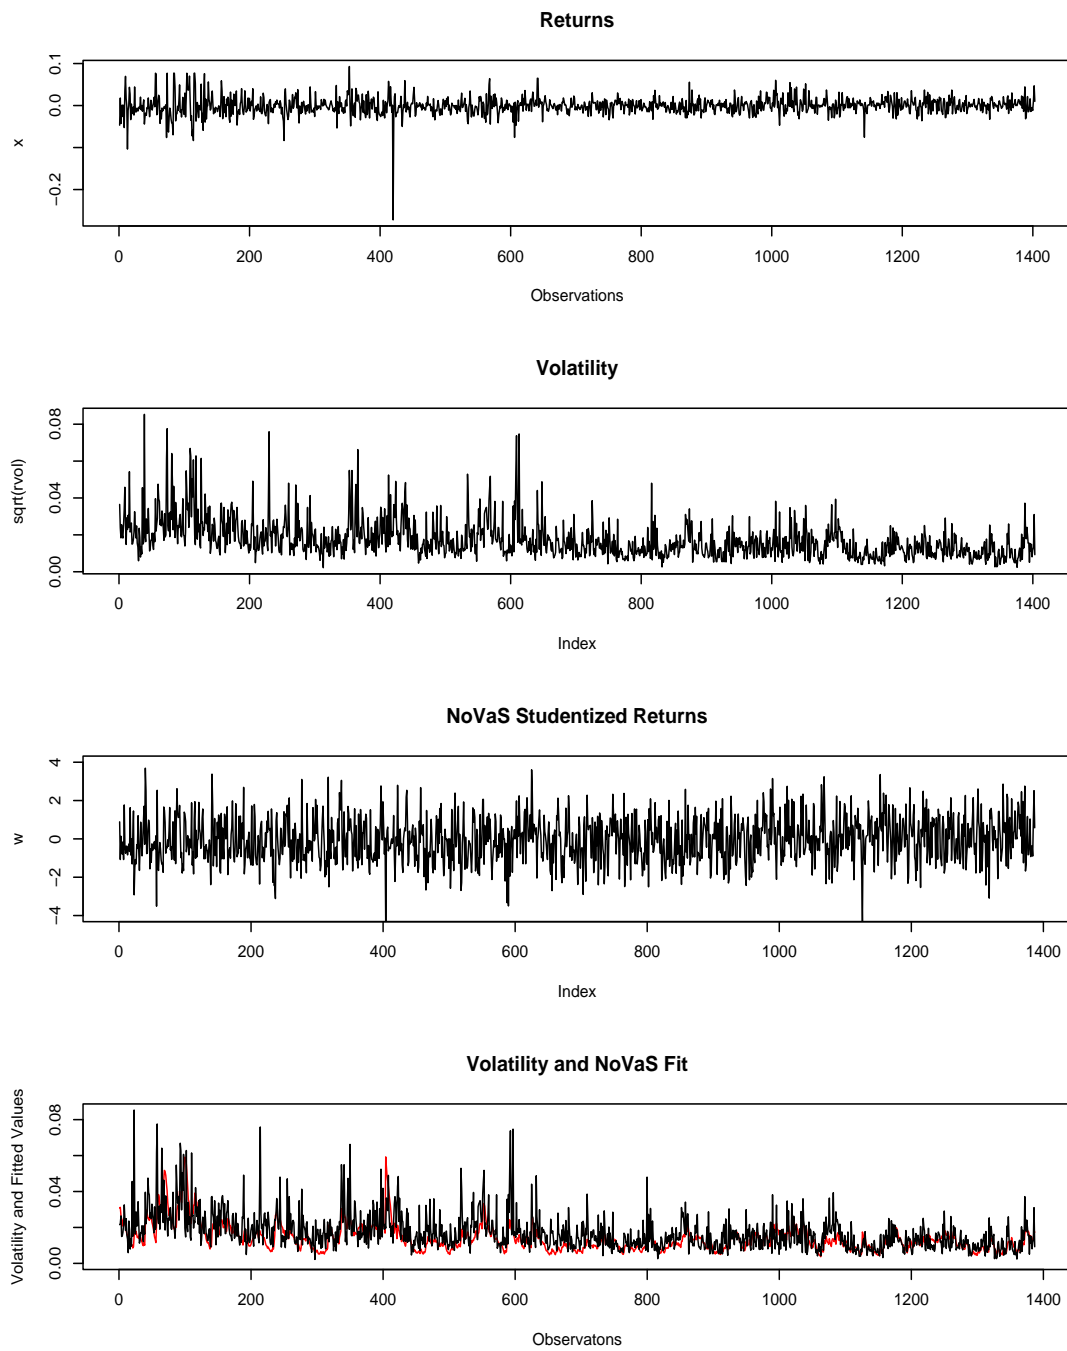 Returns
0.1
0.0
−0.2
x
0 200 400 600 800 1000 1200 1400
Observations
Volatility
0.08
0.04
0.00
sqrt(rvol)
0 200 400 600 800 1000 1200 1400
Index
NoVaS Studentized Returns
4
2
0
−2
−4
w
0 200 400 600 800 1000 1200 1400
Index
Volatility and NoVaS Fit
0.08
0.04
0.00
Volatility and Fitted Values
0 200 400 600 800 1000 1200 1400
Observatons